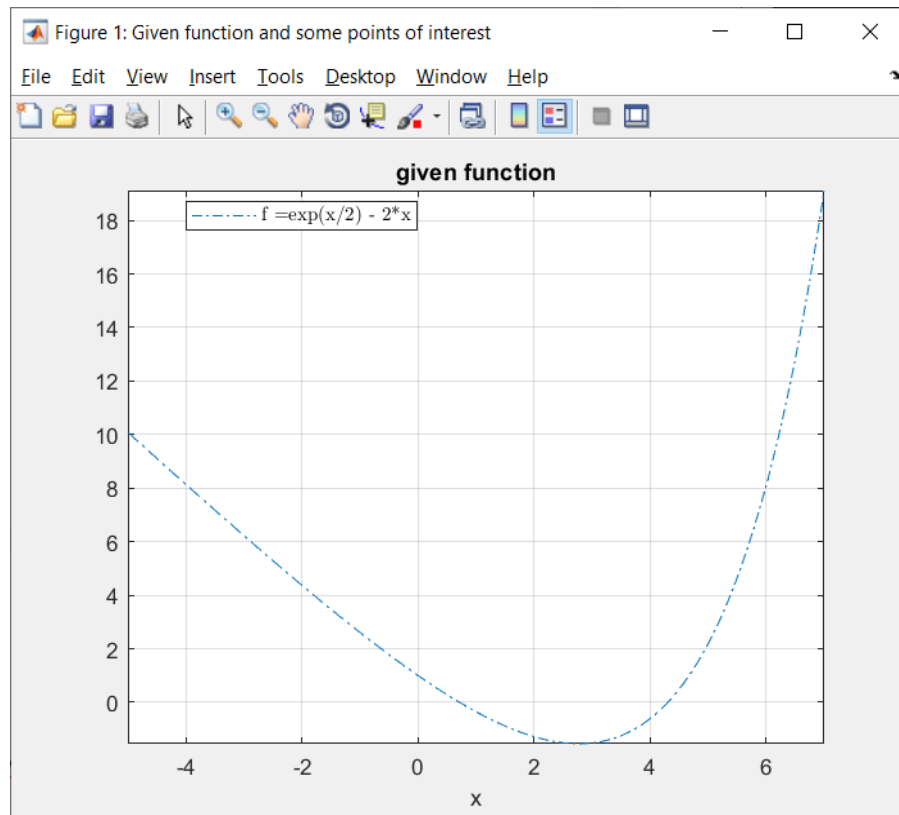 Figure 1: Given function and some points of interest
File Edit View Insert Tools Desktop Window Help
given function
f =exp(x/2) - 2*x
18
16
14
12
10
8
6
4
2
0
-4 -2 0 2 4 6
x